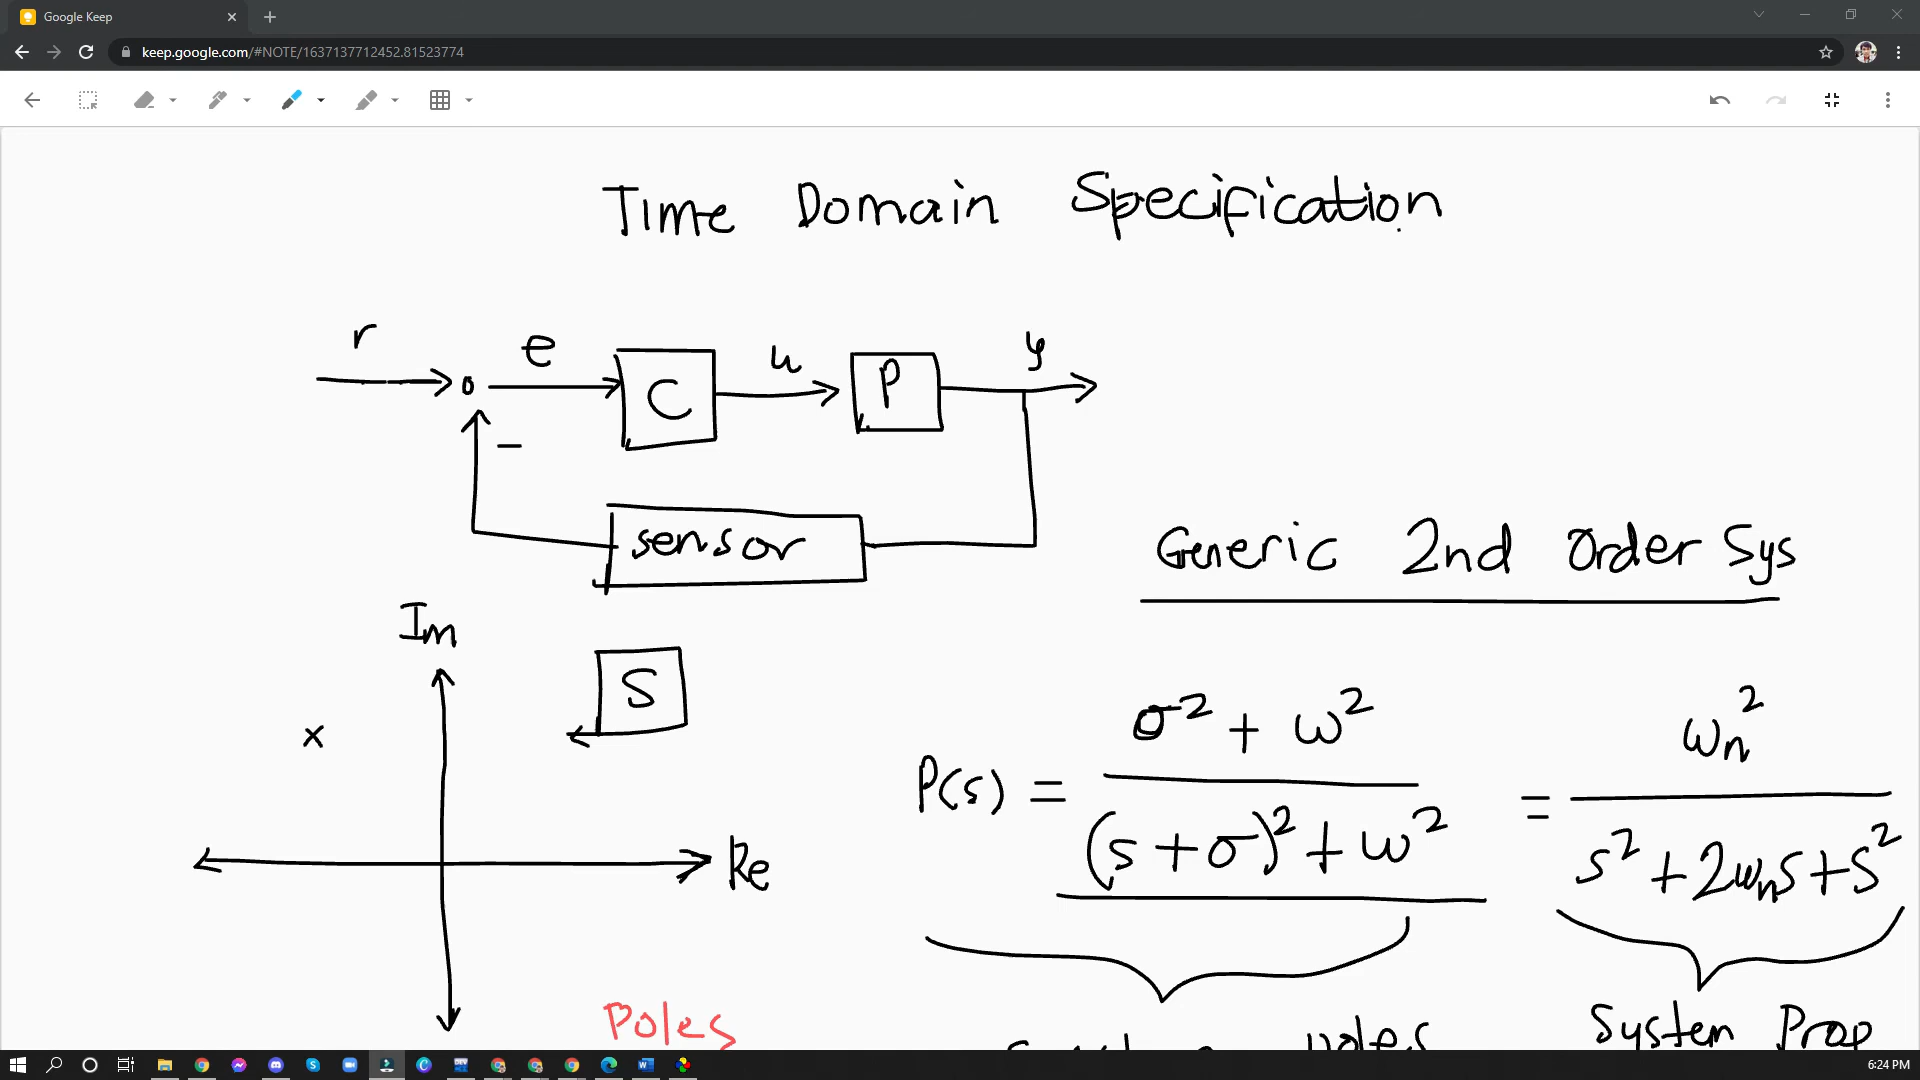 Google Keep
keep.google.com/#NOTE/1637137712452.81523774
Time Domain Specification
r e C u P y
-
sensor
Generic 2nd Order Sys
Im
S
x
P(s) = σ² + ω² / (s + σ)² + ω² = ωn² / s² + 2ωns + s²
Re
Poles
System Prop
poles
6:24 PM